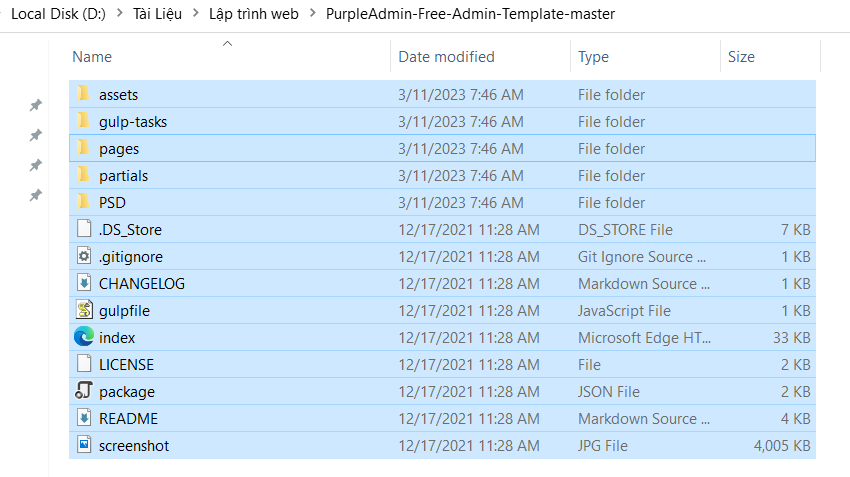 Local Disk (D:) > Tài Liệu > Lập trình web > PurpleAdmin-Free-Admin-Template-master
Name Date modified Type Size
assets 3/11/2023 7:46 AM File folder
gulp-tasks 3/11/2023 7:46 AM File folder
pages 3/11/2023 7:46 AM File folder
partials 3/11/2023 7:46 AM File folder
PSD 3/11/2023 7:46 AM File folder
.DS_Store 12/17/2021 11:28 AM DS_STORE File 7 KB
.gitignore 12/17/2021 11:28 AM Git Ignore Source ... 1 KB
CHANGELOG 12/17/2021 11:28 AM Markdown Source ... 1 KB
gulpfile 12/17/2021 11:28 AM JavaScript File 1 KB
index 12/17/2021 11:28 AM Microsoft Edge HT... 33 KB
LICENSE 12/17/2021 11:28 AM File 2 KB
package 12/17/2021 11:28 AM JSON File 2 KB
README 12/17/2021 11:28 AM Markdown Source ... 4 KB
screenshot 12/17/2021 11:28 AM JPG File 4,005 KB